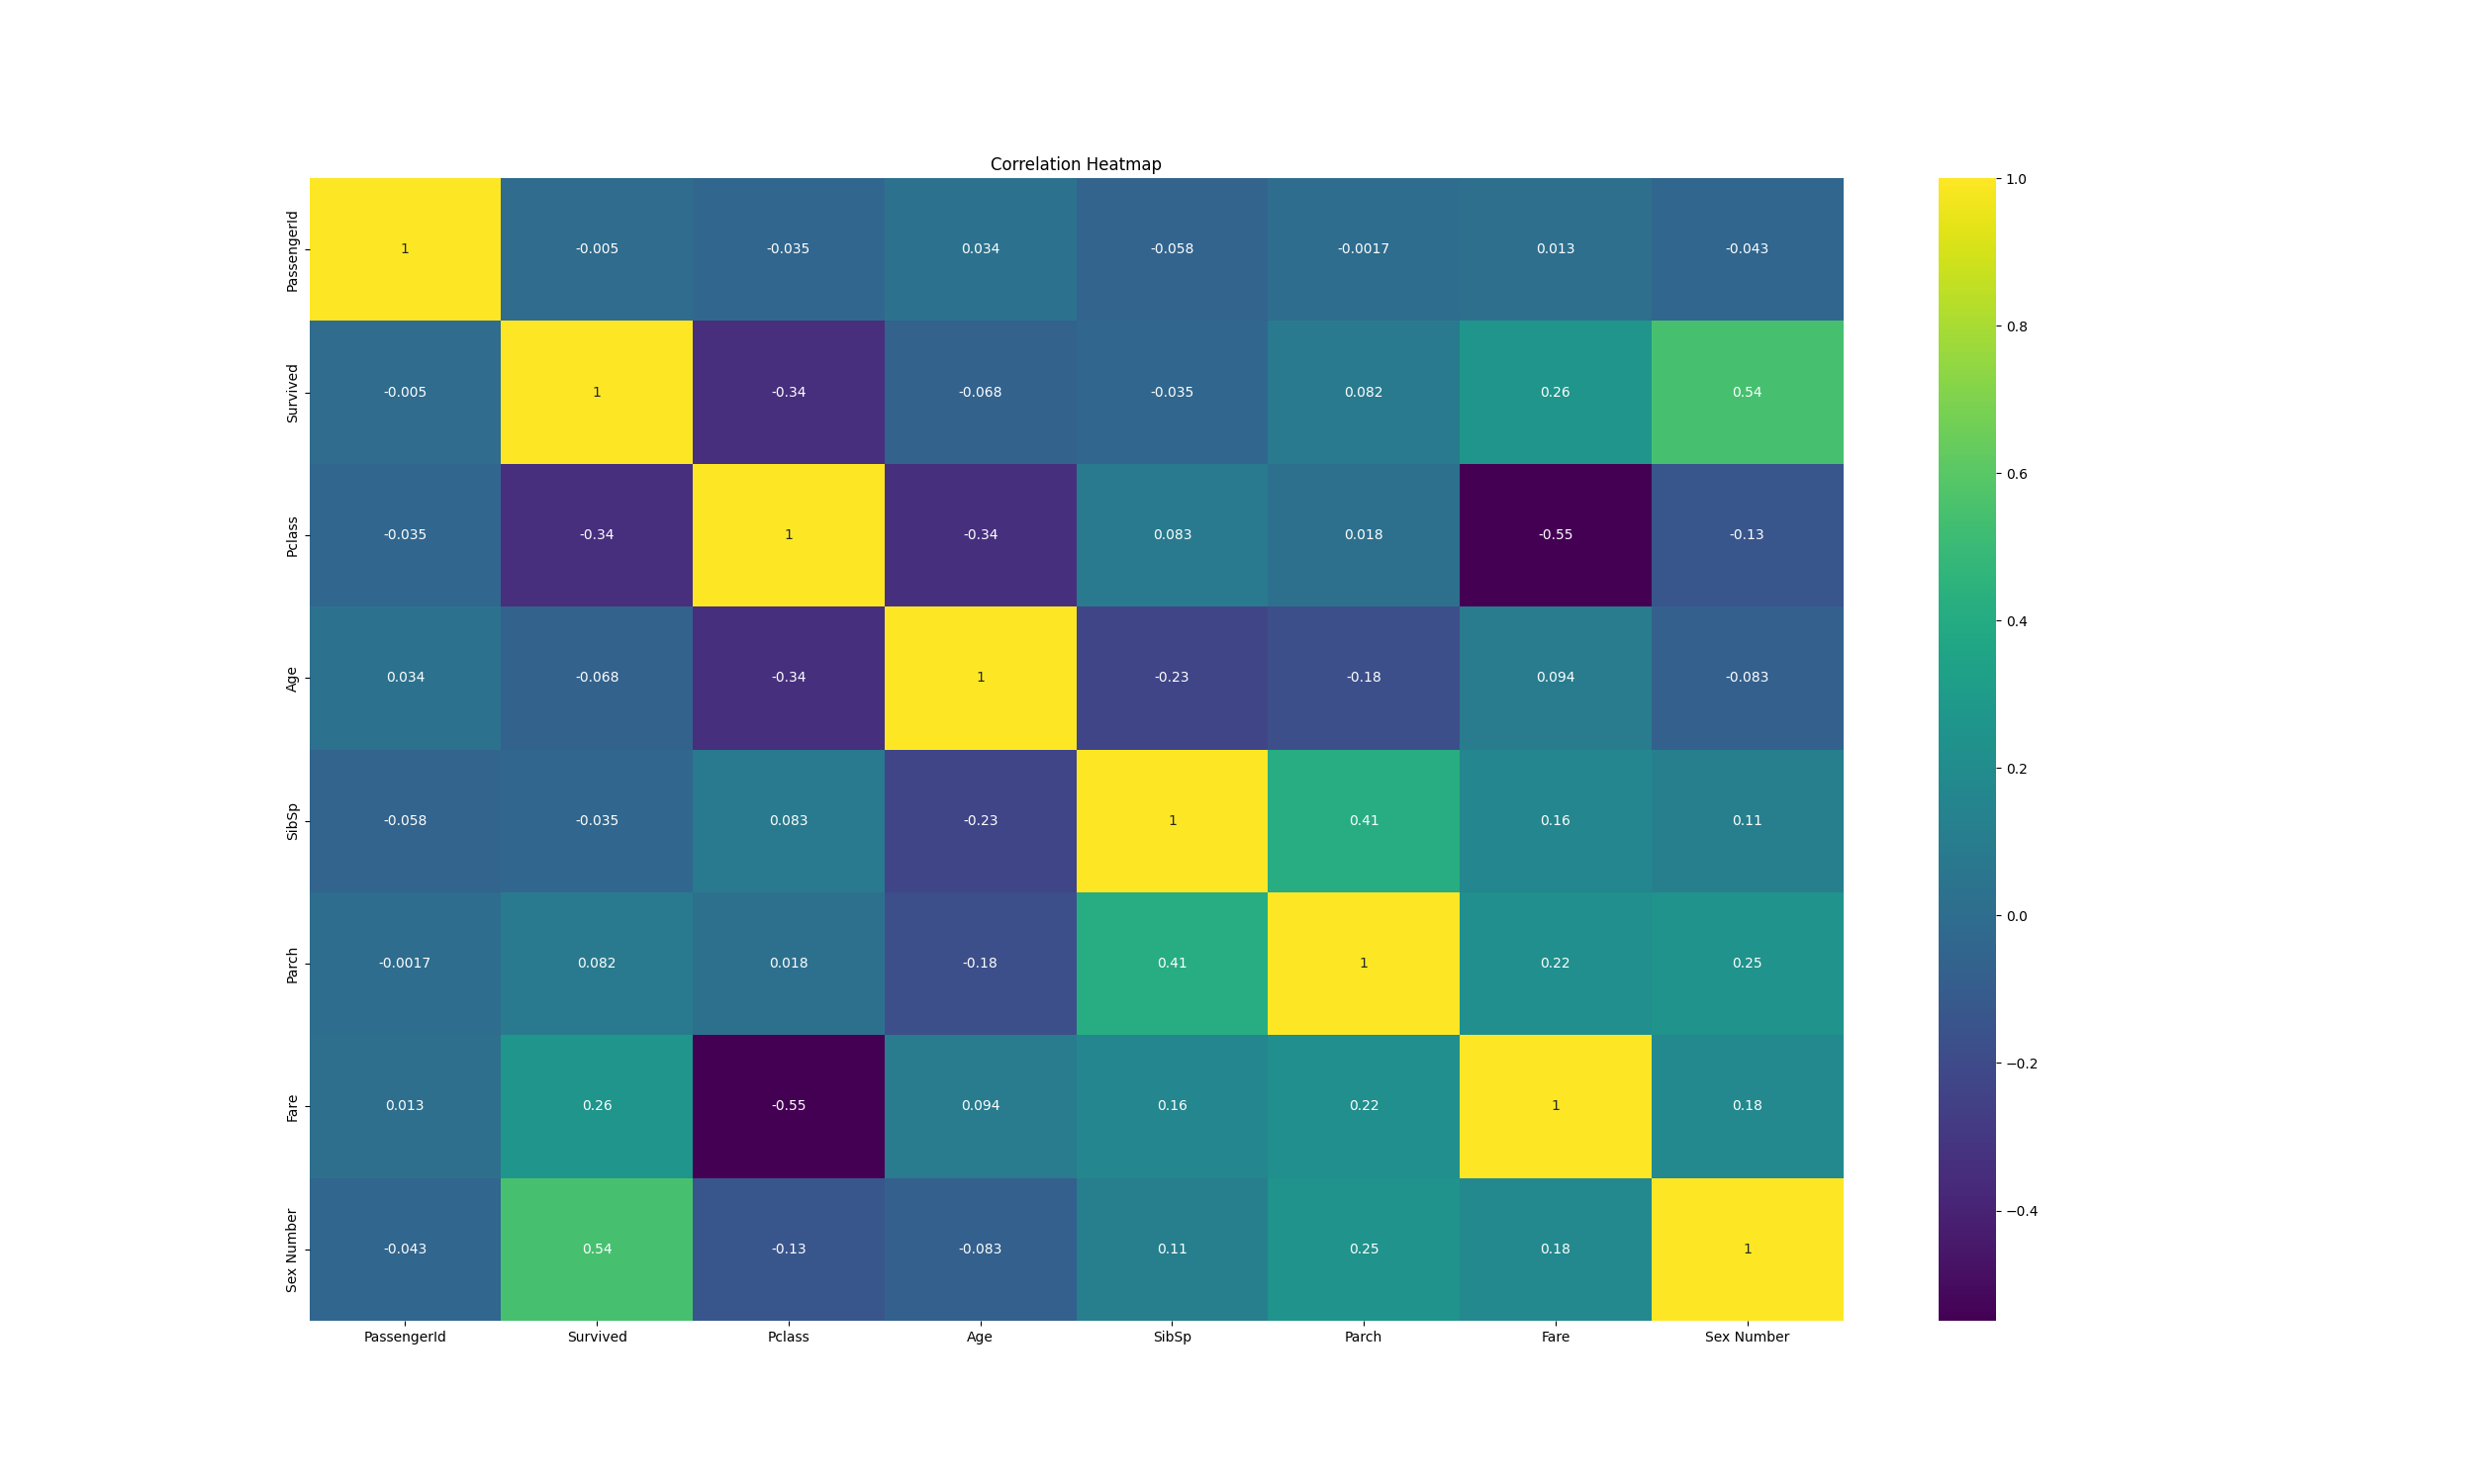 Correlation Heatmap
PassengerId 1 -0.005 -0.035 0.034 -0.058 -0.0017 0.013 -0.043
Survived -0.005 1 -0.34 -0.068 -0.035 0.082 0.26 0.54
Pclass -0.035 -0.34 1 -0.34 0.083 0.018 -0.55 -0.13
Age 0.034 -0.068 -0.34 1 -0.23 -0.18 0.094 -0.083
SibSp -0.058 -0.035 0.083 -0.23 1 0.41 0.16 0.11
Parch -0.0017 0.082 0.018 -0.18 0.41 1 0.22 0.25
Fare 0.013 0.26 -0.55 0.094 0.16 0.22 1 0.18
Sex Number -0.043 0.54 -0.13 -0.083 0.11 0.25 0.18 1
PassengerId Survived Pclass Age SibSp Parch Fare Sex Number
1.0
0.8
0.6
0.4
0.2
0.0
−0.2
−0.4